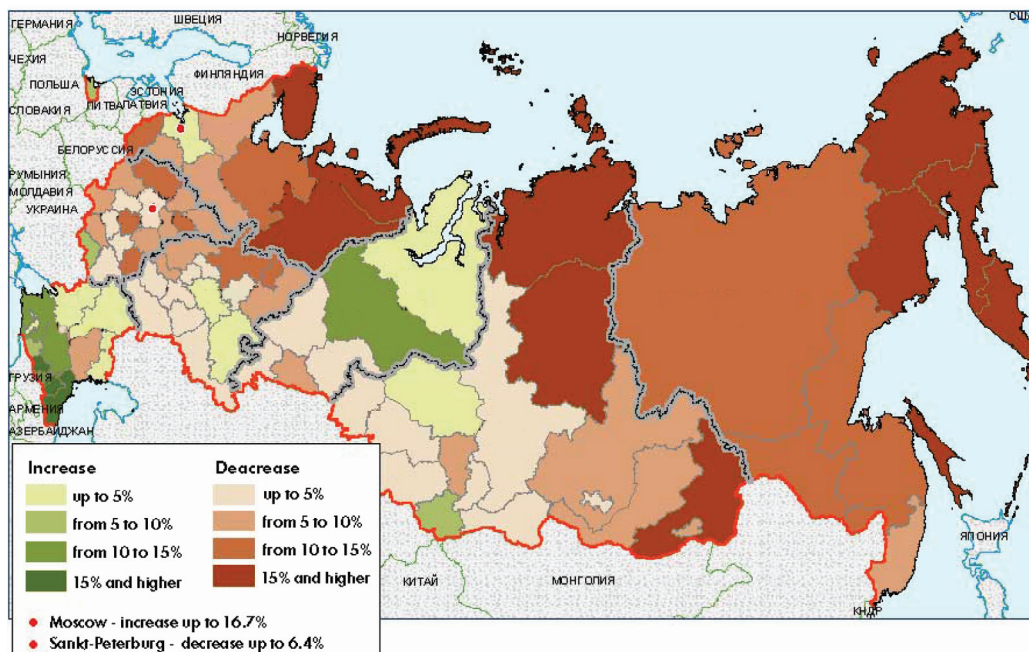 ГЕРМАНИЯ
ШВЕЦИЯ
НОРВЕГИЯ
ЧЕХИЯ
ФИНЛЯНДИЯ
ПОЛЬША
ЭСТОНИЯ
ЛИТВА
ЛАТВИЯ
СЛОВАКИЯ
БЕЛОРУССИЯ
РУМЫНИЯ
МОЛДАВИЯ
УКРАИНА
ГРУЗИЯ
АРМЕНИЯ
АЗЕРБАЙДЖАН
КИТАЙ
МОНГОЛИЯ
КНДР
ЯПОНИЯ
Increase
up to 5%
from 5 to 10%
from 10 to 15%
15% and higher
Deacrease
up to 5%
from 5 to 10%
from 10 to 15%
15% and higher
Moscow - increase up to 16.7%
Sankt-Peterburg - decrease up to 6.4%